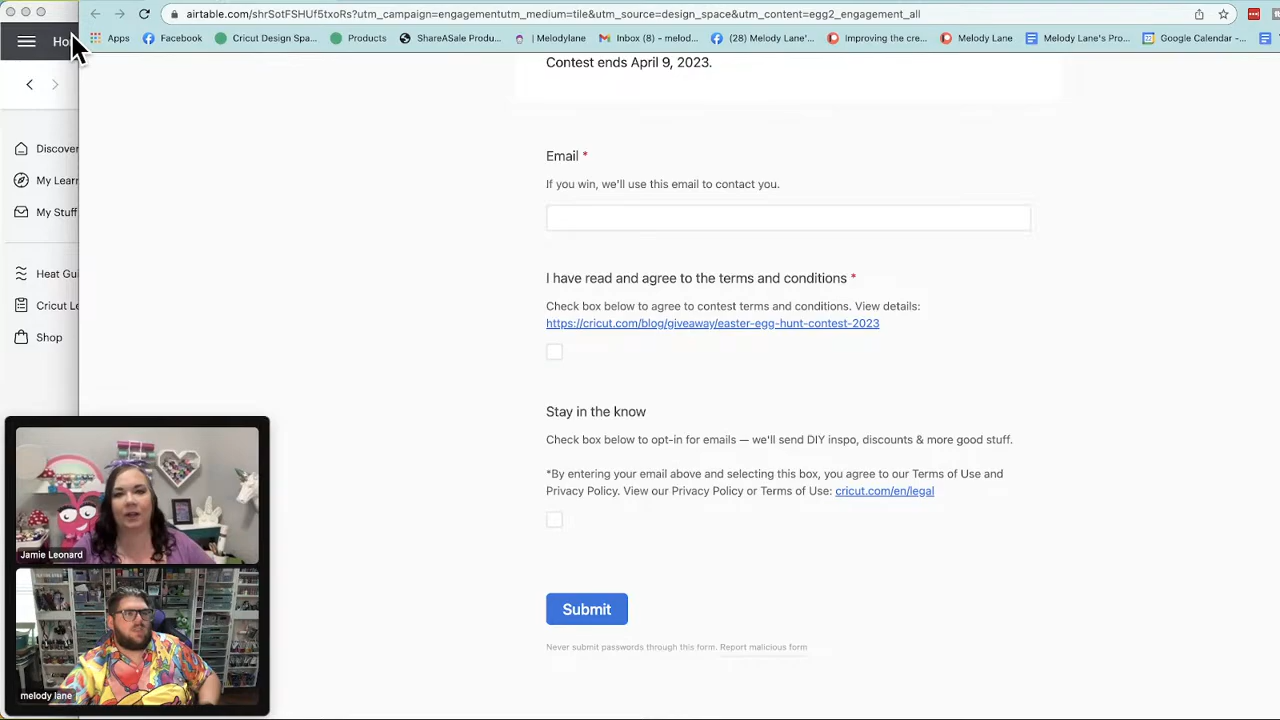 airtable.com/shrSotFSHUf5txoRs?utm_campaign=engagementutm_medium=tile&utm_source=design_space&utm_content=egg2_engagement_all
Apps
Facebook
Cricut Design Spa...
Products
ShareASale Produ...
| Melodylane
Inbox (8) – melod...
(8) Melody Lane'...
Improving the cre...
Melody Lane
Melody Lane's Pro...
Google Calendar -...
Discover
My Learn
My Stuff
Heat Gui
Cricut Le
Shop
Contest ends April 9, 2023.
Email *
If you win, we'll use this email to contact you.
I have read and agree to the terms and conditions *
Check box below to agree to contest terms and conditions. View details:
https://cricut.com/blog/giveaway/easter-egg-hunt-contest-2023
Stay in the know
Check box below to opt-in for emails — we'll send DIY inspo, discounts & more good stuff.
*By entering your email above and selecting this box, you agree to our Terms of Use and
Privacy Policy. View our Privacy Policy or Terms of Use: cricut.com/en/legal
Submit
Never submit passwords through this form. Report malicious form
Jamie Leonard
melody lane